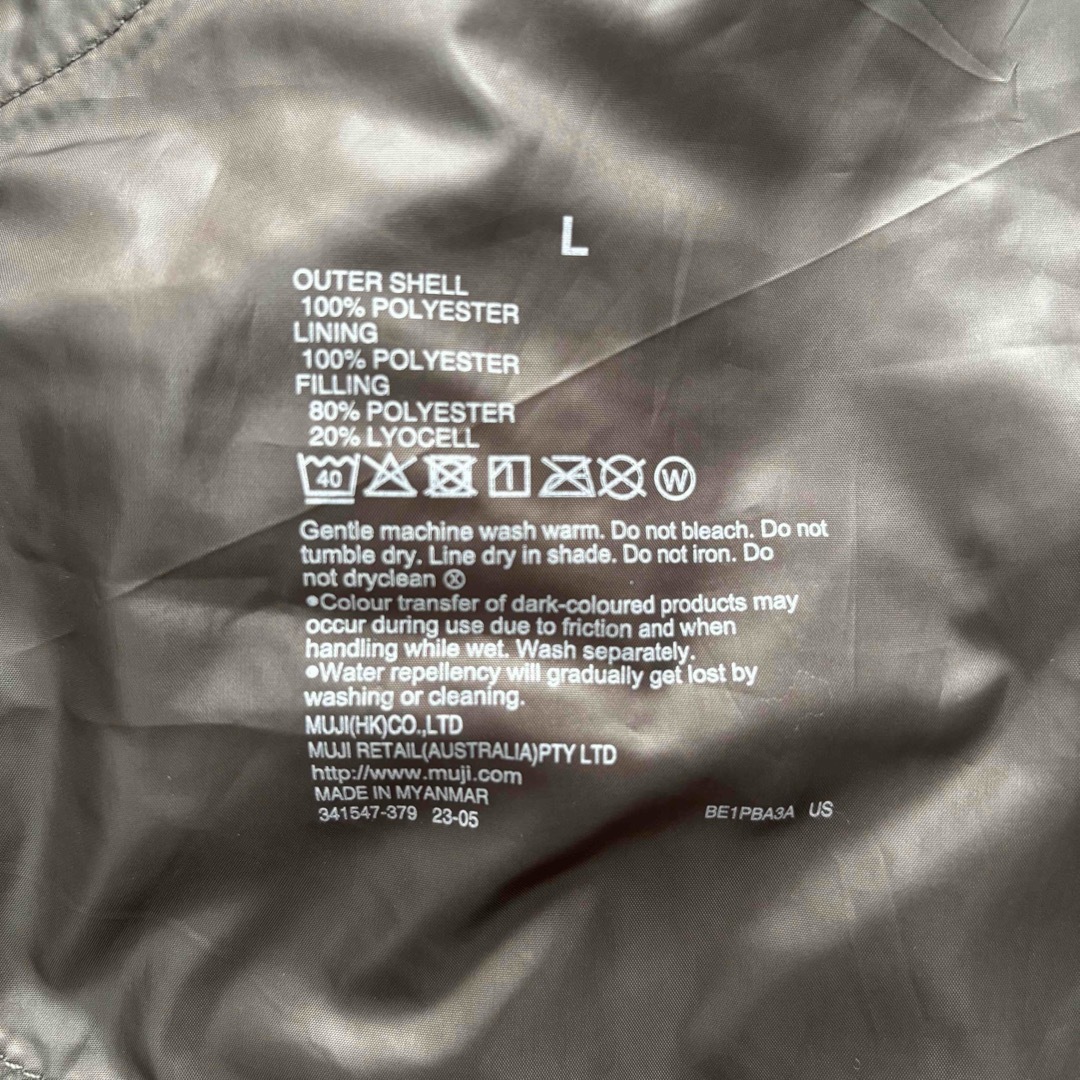 L
OUTER SHELL
100% POLYESTER
LINING
100% POLYESTER
FILLING
80% POLYESTER
20% LYOCELL
40 W
Gentle machine wash warm. Do not bleach. Do not
tumble dry. Line dry in shade. Do not iron. Do
not dryclean ⓧ
●Colour transfer of dark-coloured products may
occur during use due to friction and when
handling while wet. Wash separately.
●Water repellency will gradually get lost by
washing or cleaning.
MUJI(HK)CO.,LTD
MUJI RETAIL(AUSTRALIA)PTY LTD
http://www.muji.com
MADE IN MYANMAR
341547-379 23-05 BE1PBA3A US